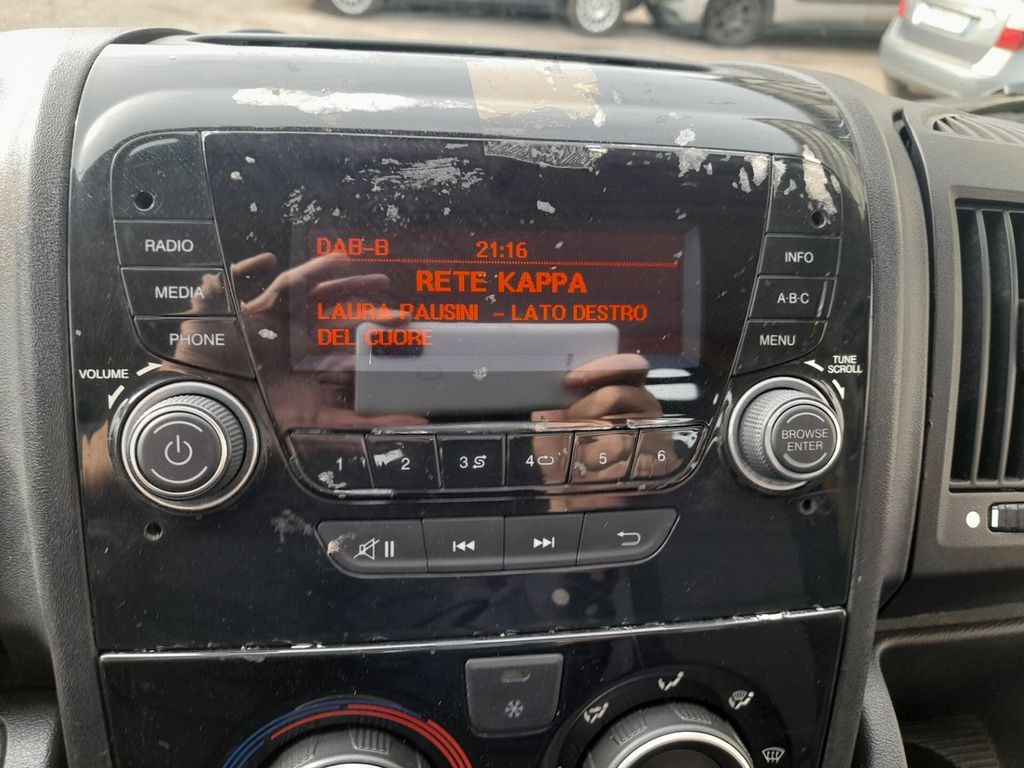 RADIO
MEDIA
PHONE
VOLUME
DAB-B 21:16
RETE KAPPA
LAURA PAUSINI - LATO DESTRO
DEL CUORE
INFO
A·B·C
MENU
TUNE
SCROLL
BROWSE
ENTER
1 2 3 4 5 6